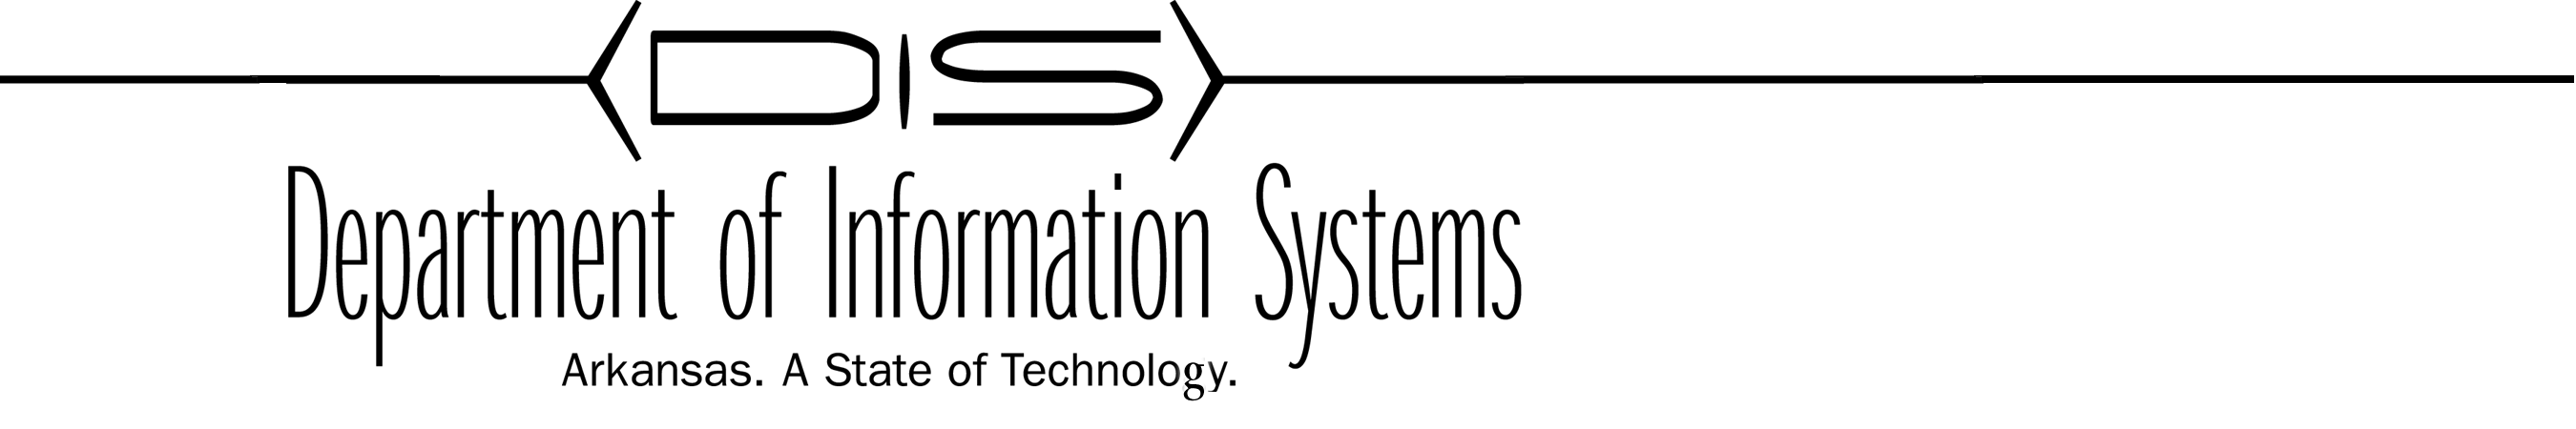 DIS
Department of Information Systems
Arkansas. A State of Technology.